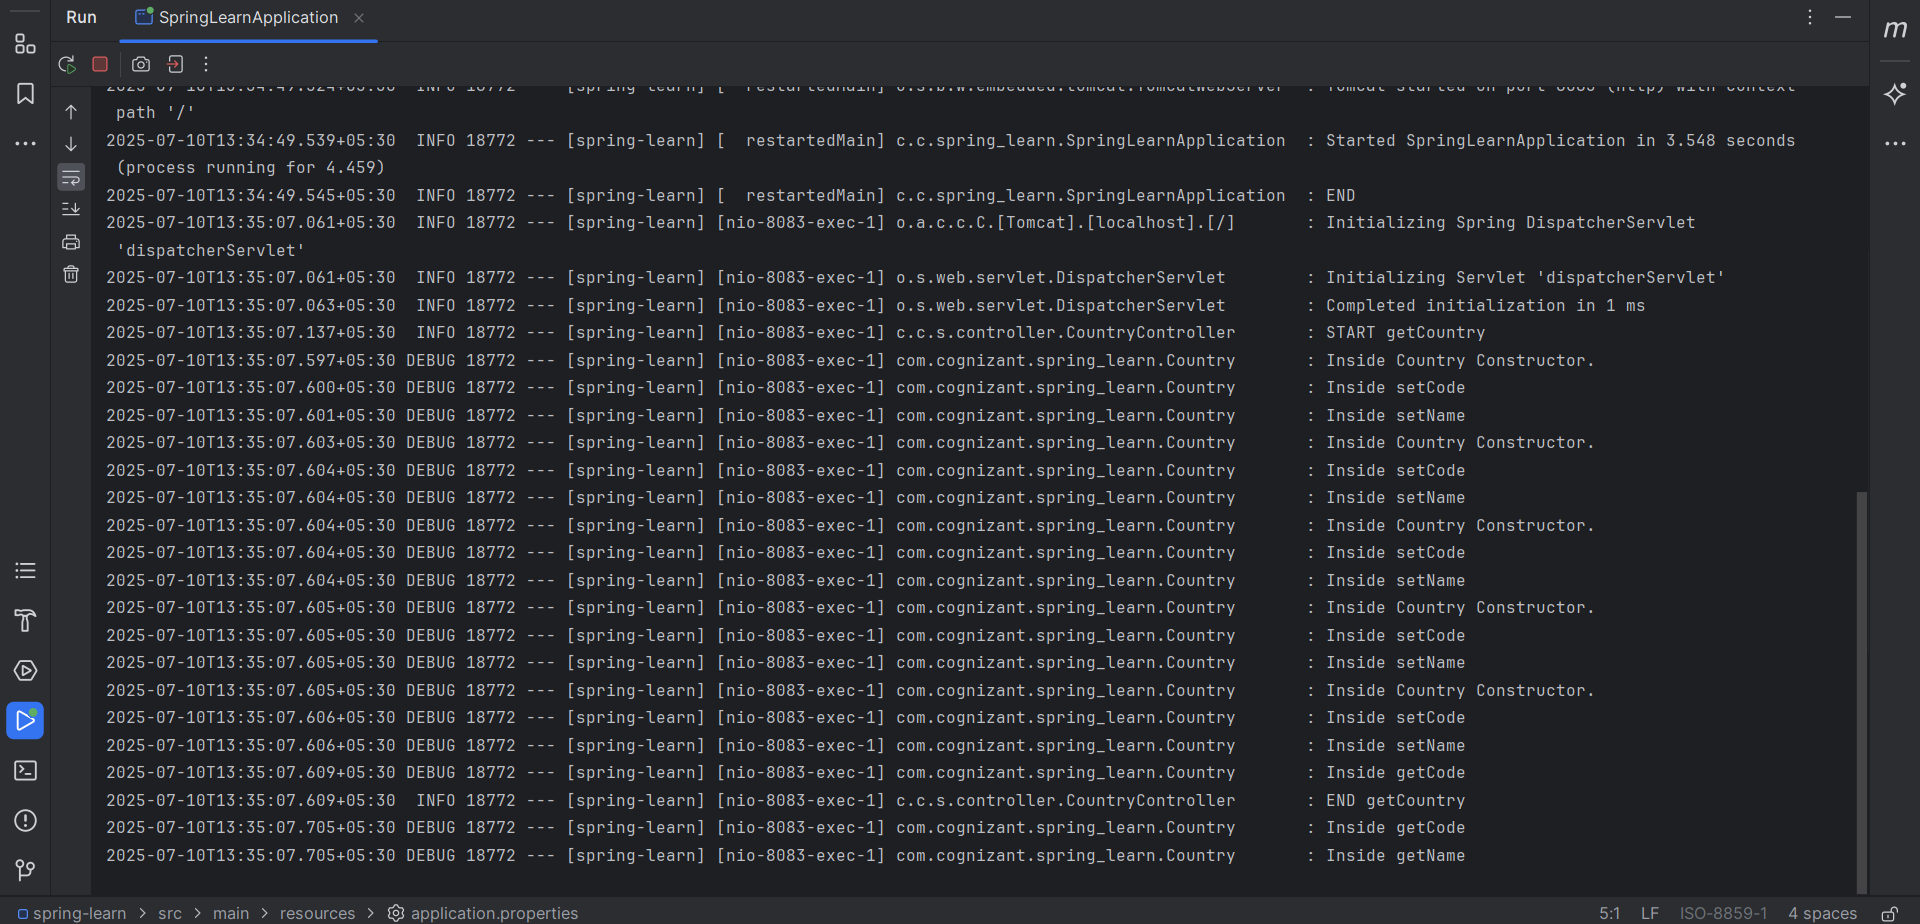 Run
SpringLearnApplication
2025-07-10T13:34:49.524+05:30  INFO 18772 --- [spring-learn] [  restartedMain] o.s.b.w.embedded.tomcat.TomcatWebServer  : Tomcat started on port 8083 (http) with context
path '/'
2025-07-10T13:34:49.539+05:30  INFO 18772 --- [spring-learn] [  restartedMain] c.c.spring_learn.SpringLearnApplication  : Started SpringLearnApplication in 3.548 seconds
(process running for 4.459)
2025-07-10T13:34:49.545+05:30  INFO 18772 --- [spring-learn] [  restartedMain] c.c.spring_learn.SpringLearnApplication  : END
2025-07-10T13:35:07.061+05:30  INFO 18772 --- [spring-learn] [nio-8083-exec-1] o.a.c.c.C.[Tomcat].[localhost].[/]       : Initializing Spring DispatcherServlet
'dispatcherServlet'
2025-07-10T13:35:07.061+05:30  INFO 18772 --- [spring-learn] [nio-8083-exec-1] o.s.web.servlet.DispatcherServlet        : Initializing Servlet 'dispatcherServlet'
2025-07-10T13:35:07.063+05:30  INFO 18772 --- [spring-learn] [nio-8083-exec-1] o.s.web.servlet.DispatcherServlet        : Completed initialization in 1 ms
2025-07-10T13:35:07.137+05:30  INFO 18772 --- [spring-learn] [nio-8083-exec-1] c.c.s.controller.CountryController       : START getCountry
2025-07-10T13:35:07.597+05:30 DEBUG 18772 --- [spring-learn] [nio-8083-exec-1] com.cognizant.spring_learn.Country       : Inside Country Constructor.
2025-07-10T13:35:07.600+05:30 DEBUG 18772 --- [spring-learn] [nio-8083-exec-1] com.cognizant.spring_learn.Country       : Inside setCode
2025-07-10T13:35:07.601+05:30 DEBUG 18772 --- [spring-learn] [nio-8083-exec-1] com.cognizant.spring_learn.Country       : Inside setName
2025-07-10T13:35:07.603+05:30 DEBUG 18772 --- [spring-learn] [nio-8083-exec-1] com.cognizant.spring_learn.Country       : Inside Country Constructor.
2025-07-10T13:35:07.604+05:30 DEBUG 18772 --- [spring-learn] [nio-8083-exec-1] com.cognizant.spring_learn.Country       : Inside setCode
2025-07-10T13:35:07.604+05:30 DEBUG 18772 --- [spring-learn] [nio-8083-exec-1] com.cognizant.spring_learn.Country       : Inside setName
2025-07-10T13:35:07.604+05:30 DEBUG 18772 --- [spring-learn] [nio-8083-exec-1] com.cognizant.spring_learn.Country       : Inside Country Constructor.
2025-07-10T13:35:07.604+05:30 DEBUG 18772 --- [spring-learn] [nio-8083-exec-1] com.cognizant.spring_learn.Country       : Inside setCode
2025-07-10T13:35:07.604+05:30 DEBUG 18772 --- [spring-learn] [nio-8083-exec-1] com.cognizant.spring_learn.Country       : Inside setName
2025-07-10T13:35:07.605+05:30 DEBUG 18772 --- [spring-learn] [nio-8083-exec-1] com.cognizant.spring_learn.Country       : Inside Country Constructor.
2025-07-10T13:35:07.605+05:30 DEBUG 18772 --- [spring-learn] [nio-8083-exec-1] com.cognizant.spring_learn.Country       : Inside setCode
2025-07-10T13:35:07.605+05:30 DEBUG 18772 --- [spring-learn] [nio-8083-exec-1] com.cognizant.spring_learn.Country       : Inside setName
2025-07-10T13:35:07.605+05:30 DEBUG 18772 --- [spring-learn] [nio-8083-exec-1] com.cognizant.spring_learn.Country       : Inside Country Constructor.
2025-07-10T13:35:07.606+05:30 DEBUG 18772 --- [spring-learn] [nio-8083-exec-1] com.cognizant.spring_learn.Country       : Inside setCode
2025-07-10T13:35:07.606+05:30 DEBUG 18772 --- [spring-learn] [nio-8083-exec-1] com.cognizant.spring_learn.Country       : Inside setName
2025-07-10T13:35:07.609+05:30 DEBUG 18772 --- [spring-learn] [nio-8083-exec-1] com.cognizant.spring_learn.Country       : Inside getCode
2025-07-10T13:35:07.609+05:30  INFO 18772 --- [spring-learn] [nio-8083-exec-1] c.c.s.controller.CountryController       : END getCountry
2025-07-10T13:35:07.705+05:30 DEBUG 18772 --- [spring-learn] [nio-8083-exec-1] com.cognizant.spring_learn.Country       : Inside getCode
2025-07-10T13:35:07.705+05:30 DEBUG 18772 --- [spring-learn] [nio-8083-exec-1] com.cognizant.spring_learn.Country       : Inside getName
spring-learn > src > main > resources > application.properties
5:1 LF ISO-8859-1 4 spaces